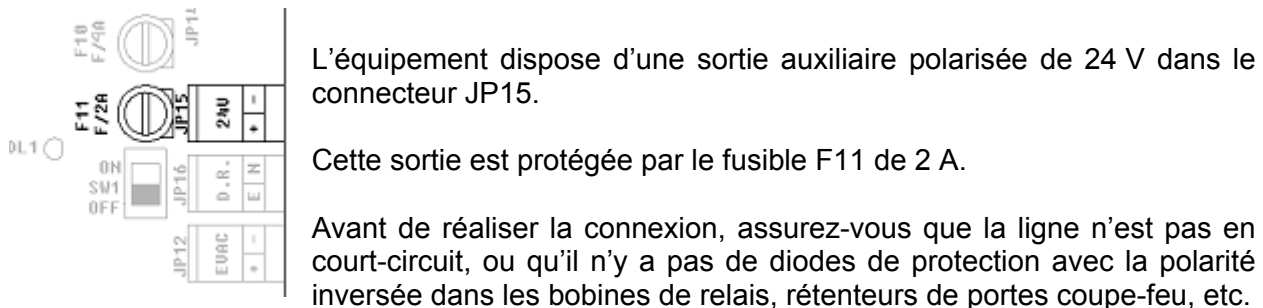 F10
F/4A
JP14
F11
F/2A
JP15
24V
- +
DL1
ON
SW1
OFF
JP16
D.R.
E N
JP12
EVAC
+ -
L’équipement dispose d’une sortie auxiliaire polarisée de 24 V dans le
connecteur JP15.
Cette sortie est protégée par le fusible F11 de 2 A.
Avant de réaliser la connexion, assurez-vous que la ligne n’est pas en
court-circuit, ou qu’il n’y a pas de diodes de protection avec la polarité
inversée dans les bobines de relais, rétenteurs de portes coupe-feu, etc.